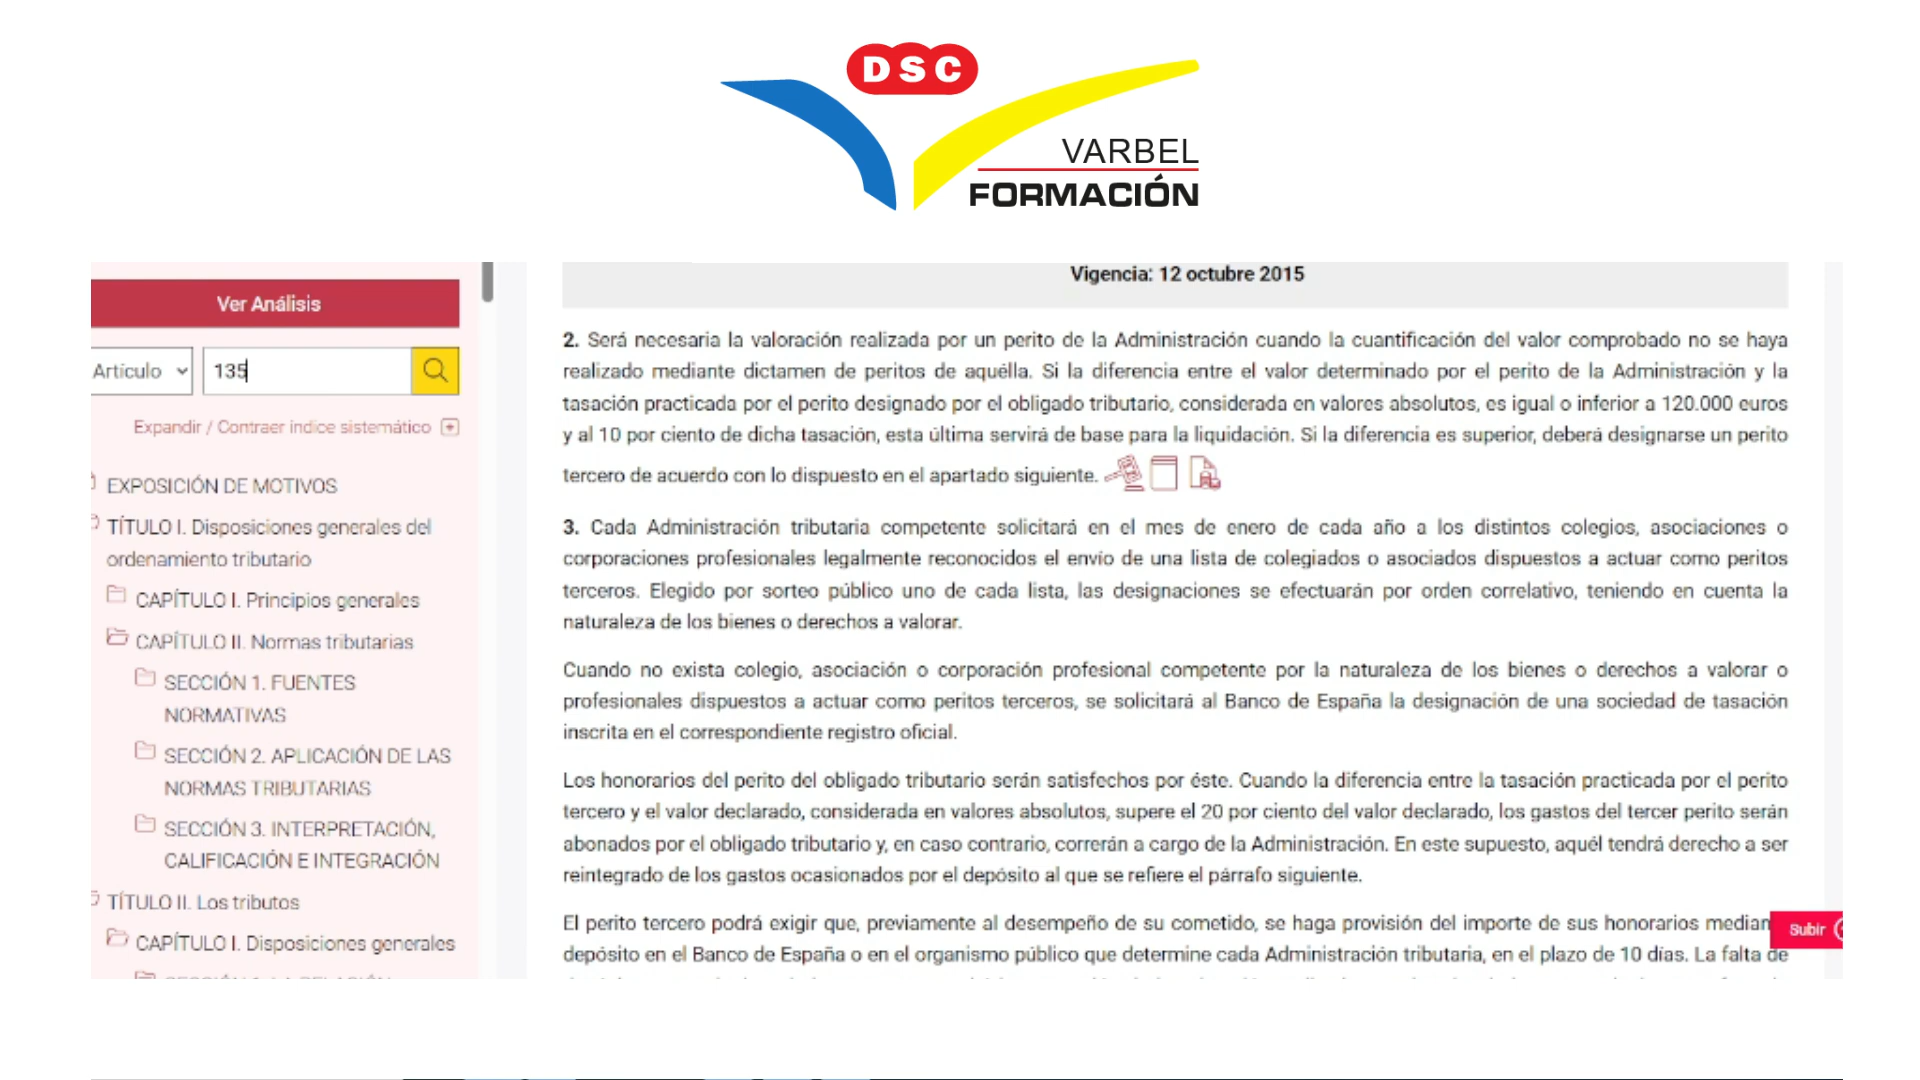 DSC
VARBEL
FORMACIÓN
Ver Análisis
Artículo
135
Expandir / Contraer índice sistemático
EXPOSICIÓN DE MOTIVOS
TÍTULO I. Disposiciones generales del
ordenamiento tributario
CAPÍTULO I. Principios generales
CAPÍTULO II. Normas tributarias
SECCIÓN 1. FUENTES
NORMATIVAS
SECCIÓN 2. APLICACIÓN DE LAS
NORMAS TRIBUTARIAS
SECCIÓN 3. INTERPRETACIÓN,
CALIFICACIÓN E INTEGRACIÓN
TÍTULO II. Los tributos
CAPÍTULO I. Disposiciones generales
Vigencia: 12 octubre 2015
2. Será necesaria la valoración realizada por un perito de la Administración cuando la cuantificación del valor comprobado no se haya
realizado mediante dictamen de peritos de aquélla. Si la diferencia entre el valor determinado por el perito de la Administración y la
tasación practicada por el perito designado por el obligado tributario, considerada en valores absolutos, es igual o inferior a 120.000 euros
y al 10 por ciento de dicha tasación, esta última servirá de base para la liquidación. Si la diferencia es superior, deberá designarse un perito
tercero de acuerdo con lo dispuesto en el apartado siguiente.
3. Cada Administración tributaria competente solicitará en el mes de enero de cada año a los distintos colegios, asociaciones o
corporaciones profesionales legalmente reconocidos el envío de una lista de colegiados o asociados dispuestos a actuar como peritos
terceros. Elegido por sorteo público uno de cada lista, las designaciones se efectuarán por orden correlativo, teniendo en cuenta la
naturaleza de los bienes o derechos a valorar.
Cuando no exista colegio, asociación o corporación profesional competente por la naturaleza de los bienes o derechos a valorar o
profesionales dispuestos a actuar como peritos terceros, se solicitará al Banco de España la designación de una sociedad de tasación
inscrita en el correspondiente registro oficial.
Los honorarios del perito del obligado tributario serán satisfechos por éste. Cuando la diferencia entre la tasación practicada por el perito
tercero y el valor declarado, considerada en valores absolutos, supere el 20 por ciento del valor declarado, los gastos del tercer perito serán
abonados por el obligado tributario y, en caso contrario, correrán a cargo de la Administración. En este supuesto, aquél tendrá derecho a ser
reintegrado de los gastos ocasionados por el depósito al que se refiere el párrafo siguiente.
El perito tercero podrá exigir que, previamente al desempeño de su cometido, se haga provisión del importe de sus honorarios median
depósito en el Banco de España o en el organismo público que determine cada Administración tributaria, en el plazo de 10 días. La falta de
Subir